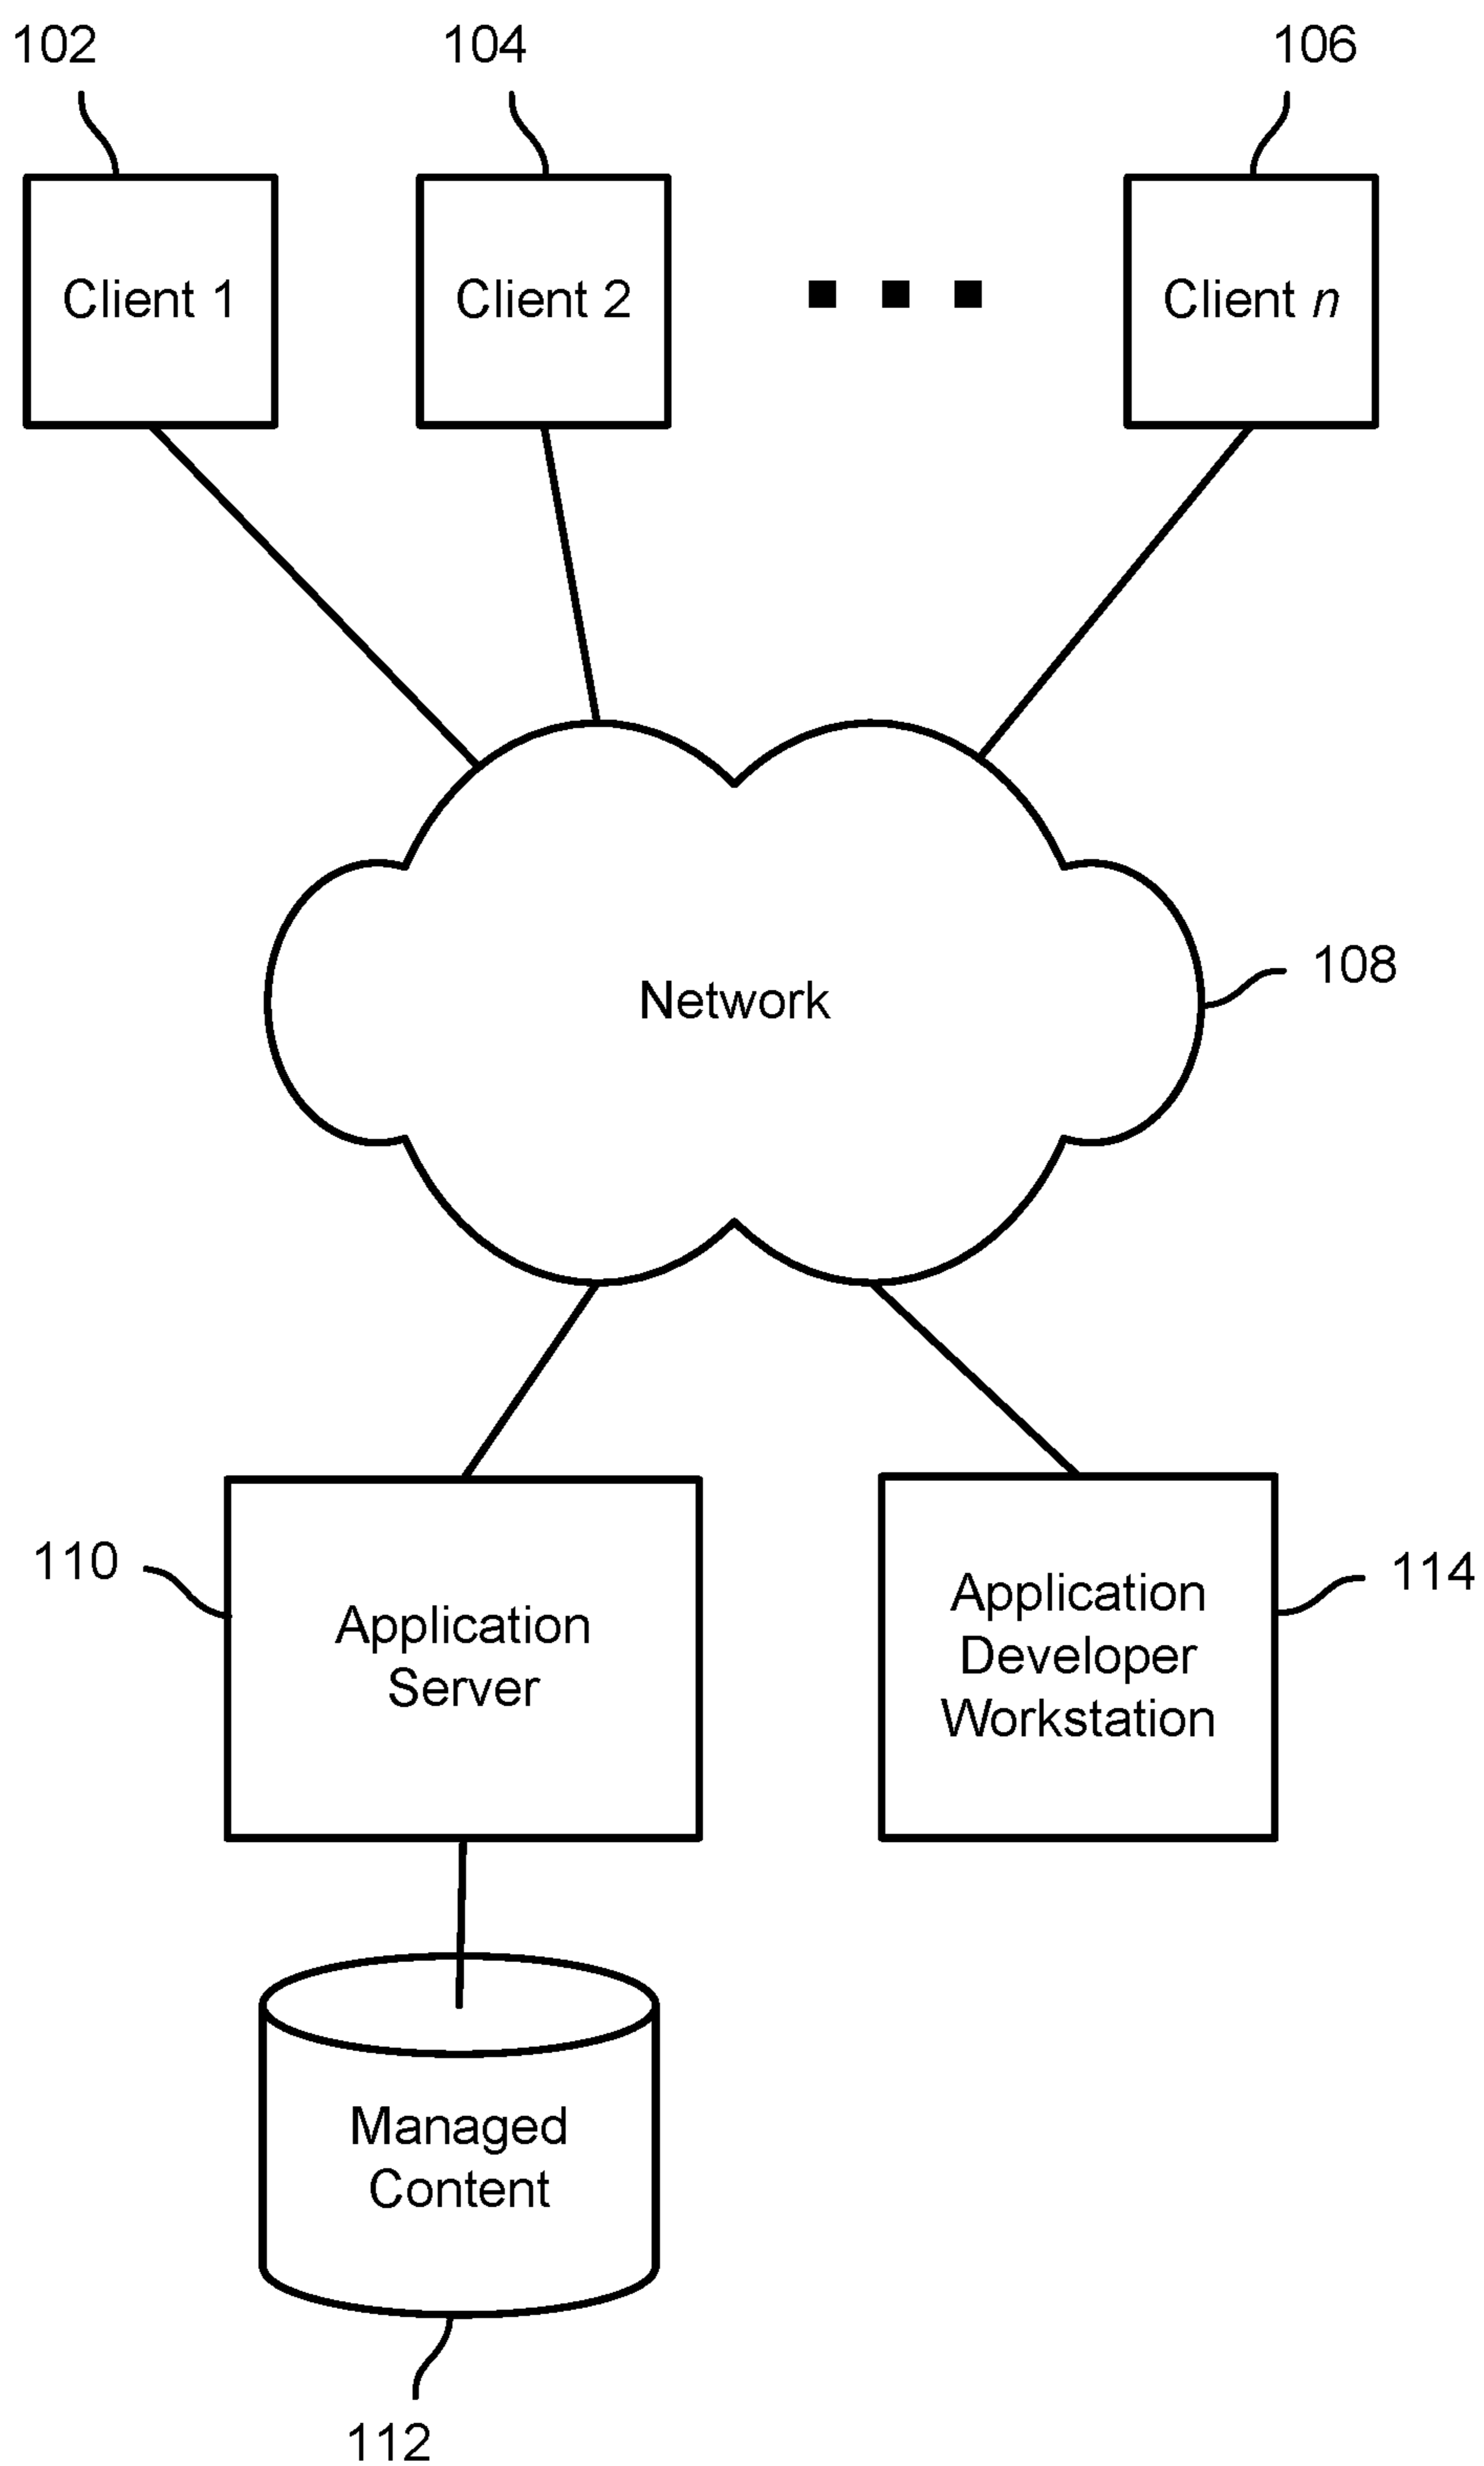 102
104
106
Client 1
Client 2
Client n
108
Network
110
Application
Server
114
Application
Developer
Workstation
Managed
Content
112